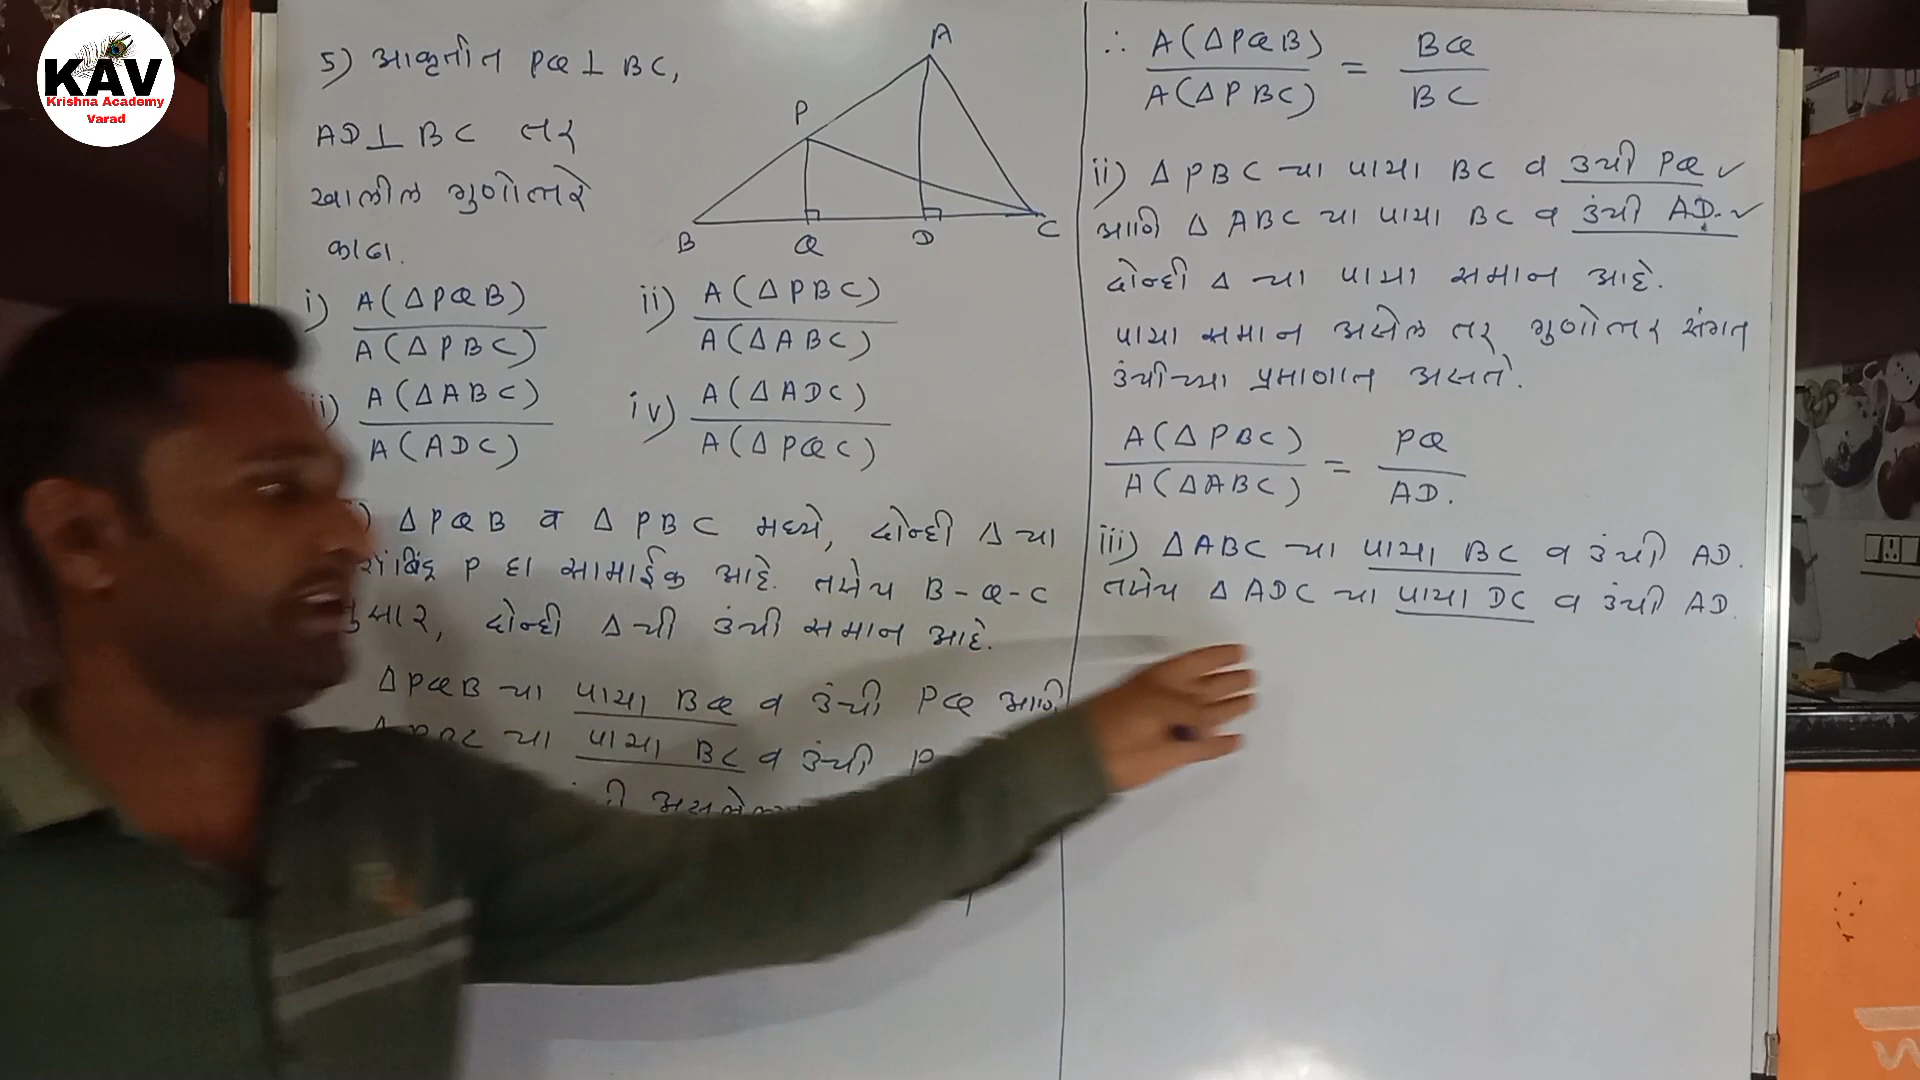 KAV
Krishna Academy
Varad
5) आकृतीत PQ ⊥ BC,
AD ⊥ BC तर
खालील गुणोत्तरे
काढा.
A
P
B Q D C
i) A(ΔPQB) / A(ΔPBC) ii) A(ΔPBC) / A(ΔABC)
A(ΔABC) / A(ADC) iv) A(ΔADC) / A(ΔPQC)
ΔPQB व ΔPBC मध्ये, दोन्ही Δ चा
P हा सामाईक आहे. तसेच B-Q-C
दोन्ही Δ ची उंची समान आहे.
ΔPQB चा पाया BQ व उंची PQ आणि
चा पाया BC व उंची
∴ A(ΔPQB) / A(ΔPBC) = BQ / BC
ii) ΔPBC चा पाया BC व उंची PQ ✓
आणि ΔABC चा पाया BC व उंची AD. ✓
दोन्ही Δ चा पाया समान आहे.
पाया समान असेल तर गुणोत्तर संगत
उंचीच्या प्रमाणात असते.
A(ΔPBC) / A(ΔABC) = PQ / AD.
iii) ΔABC चा पाया BC व उंची AD.
तसेच ΔADC चा पाया DC व उंची AD.